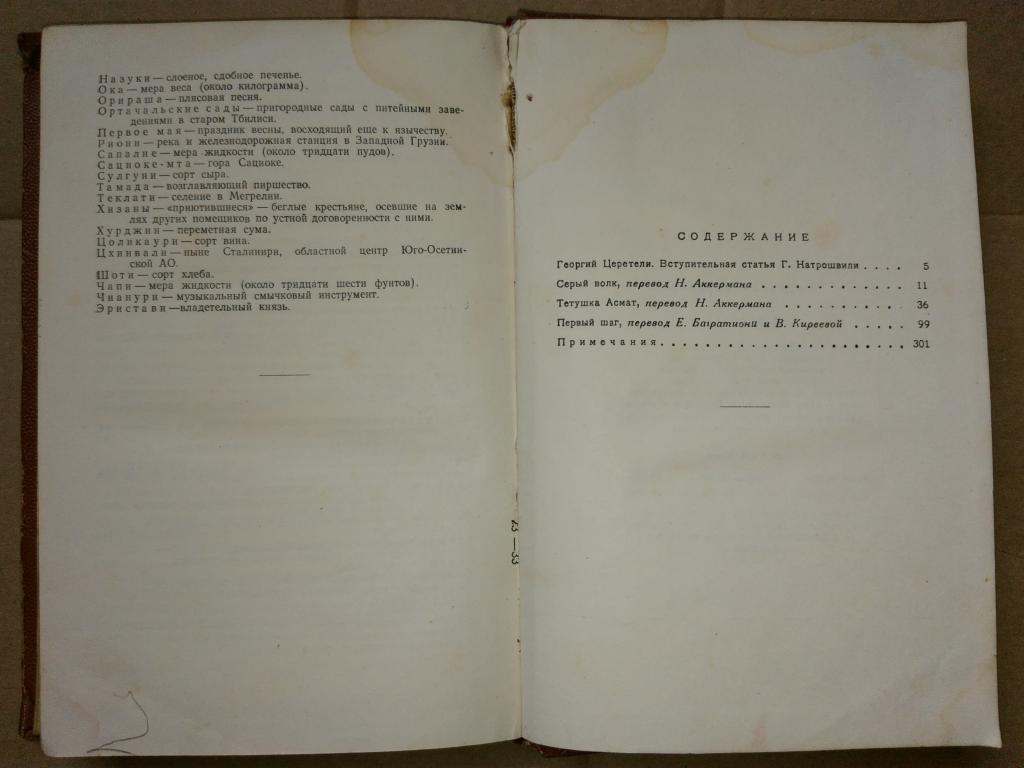 Назуки — слоеное, сдобное печенье.
Ока — мера веса (около килограмма).
Орираша — плясовая песня.
Ортачальские сады — пригородные сады с питейными заве-
дениями в старом Тбилиси.
Первое мая — праздник весны, восходящий еще к язычеству.
Риони — река и железнодорожная станция в Западной Грузии.
Сапалне — мера жидкости (около тридцати пудов).
Сациоке-мта — гора Сациоке.
Сулгуни — сорт сыра.
Тамада — возглавляющий пиршество.
Теклати — селение в Мегрелии.
Хизаны — «приютившиеся» — беглые крестьяне, осевшие на зем-
лях других помещиков по устной договоренности с ними.
Хурджин — переметная сума.
Цоликаури — сорт вина.
Цхинвали — ныне Сталинири, областной центр Юго-Осетин-
ской АО.
Шоти — сорт хлеба.
Чапи — мера жидкости (около тридцати шести фунтов).
Чианури — музыкальный смычковый инструмент.
Эристави — владетельный князь.
23 — 33
СОДЕРЖАНИЕ
Георгий Церетели. Вступительная статья Г. Натрошвили . . . . 5
Серый волк, перевод Н. Аккермана . . . . . . . . . . . . . 11
Тетушка Асмат, перевод Н. Аккермана . . . . . . . . . . . 36
Первый шаг, перевод Е. Багратиони и В. Киреевой . . . . . 99
Примечания . . . . . . . . . . . . . . . . . . . . . . 301